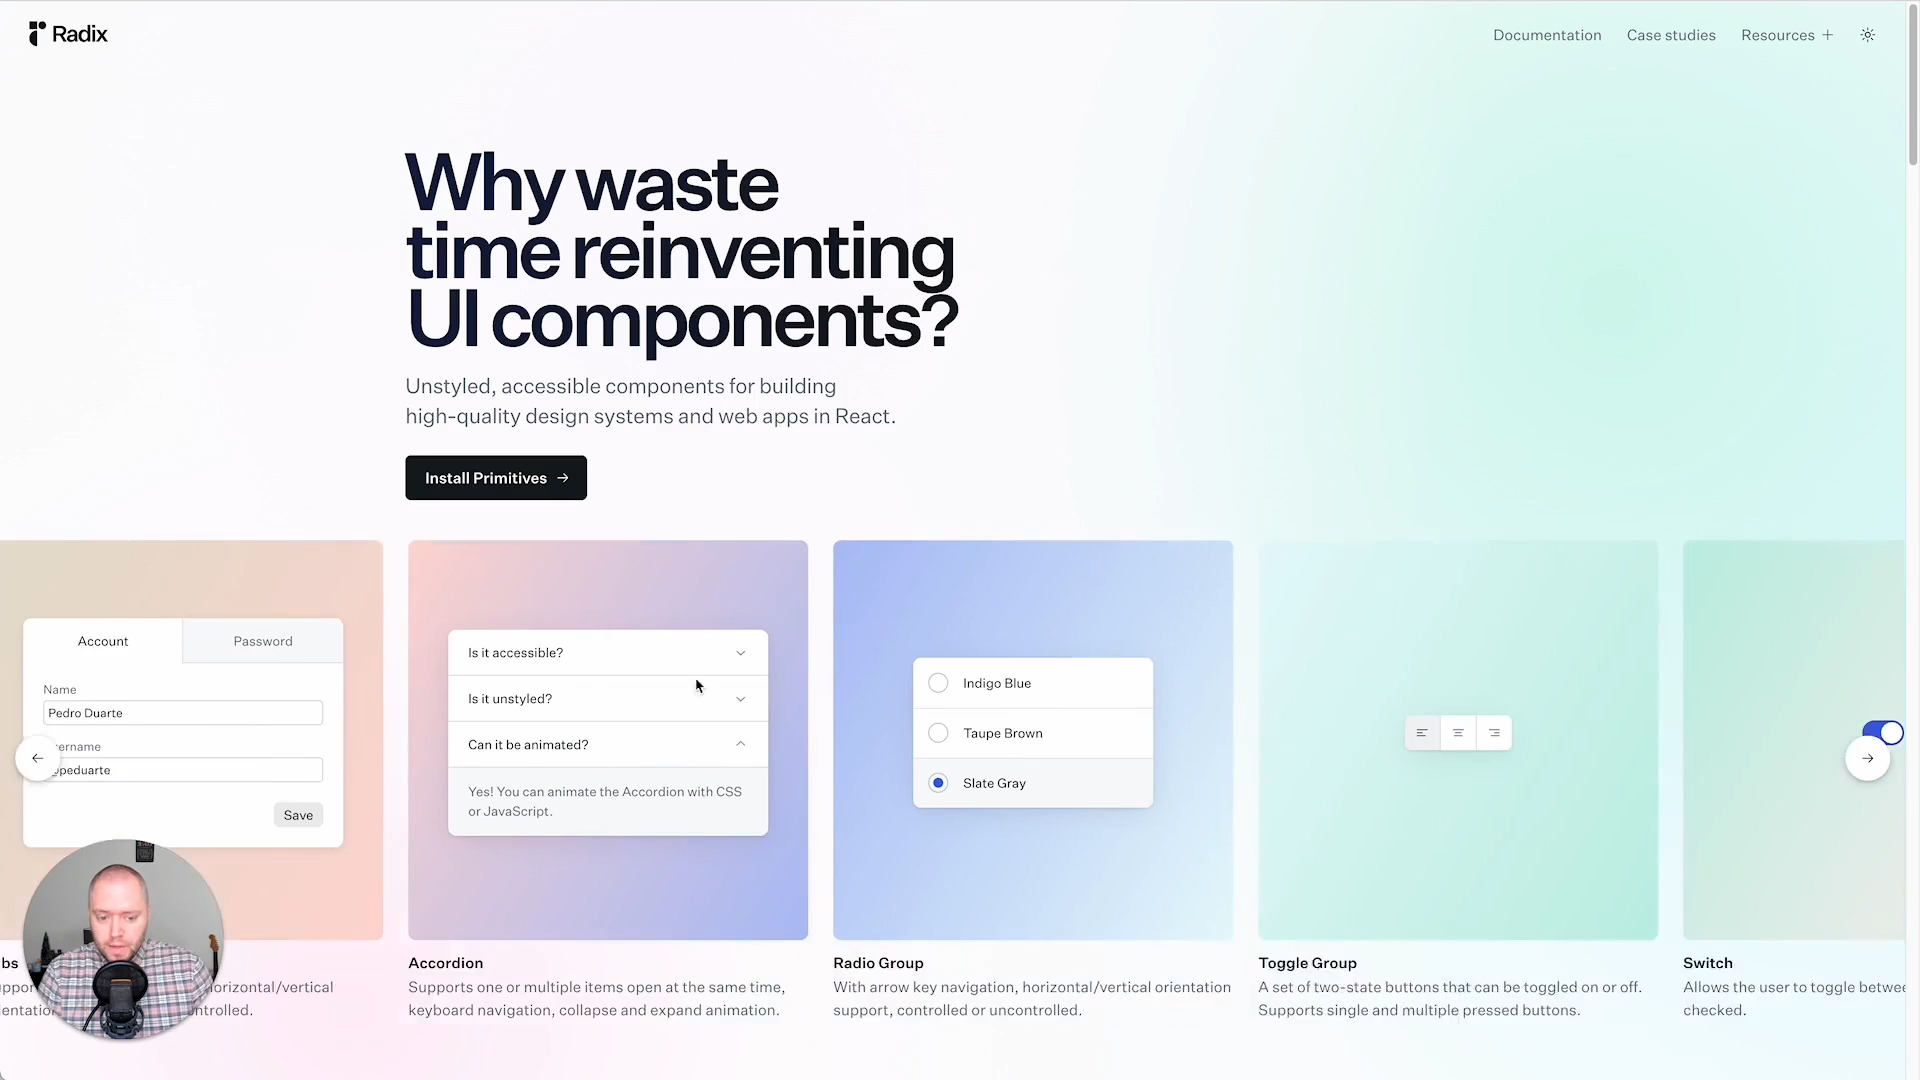 Radix
Documentation
Case studies
Resources
Why waste
time reinventing
UI components?
Unstyled, accessible components for building
high-quality design systems and web apps in React.
Install Primitives
Account
Password
Name
Pedro Duarte
ername
peduarte
Save
Is it accessible?
Is it unstyled?
Can it be animated?
Yes! You can animate the Accordion with CSS
or JavaScript.
Indigo Blue
Taupe Brown
Slate Gray
bs
horizontal/vertical
ntrolled.
Accordion
Supports one or multiple items open at the same time,
keyboard navigation, collapse and expand animation.
Radio Group
With arrow key navigation, horizontal/vertical orientation
support, controlled or uncontrolled.
Toggle Group
A set of two-state buttons that can be toggled on or off.
Supports single and multiple pressed buttons.
Switch
Allows the user to toggle betwee
checked.